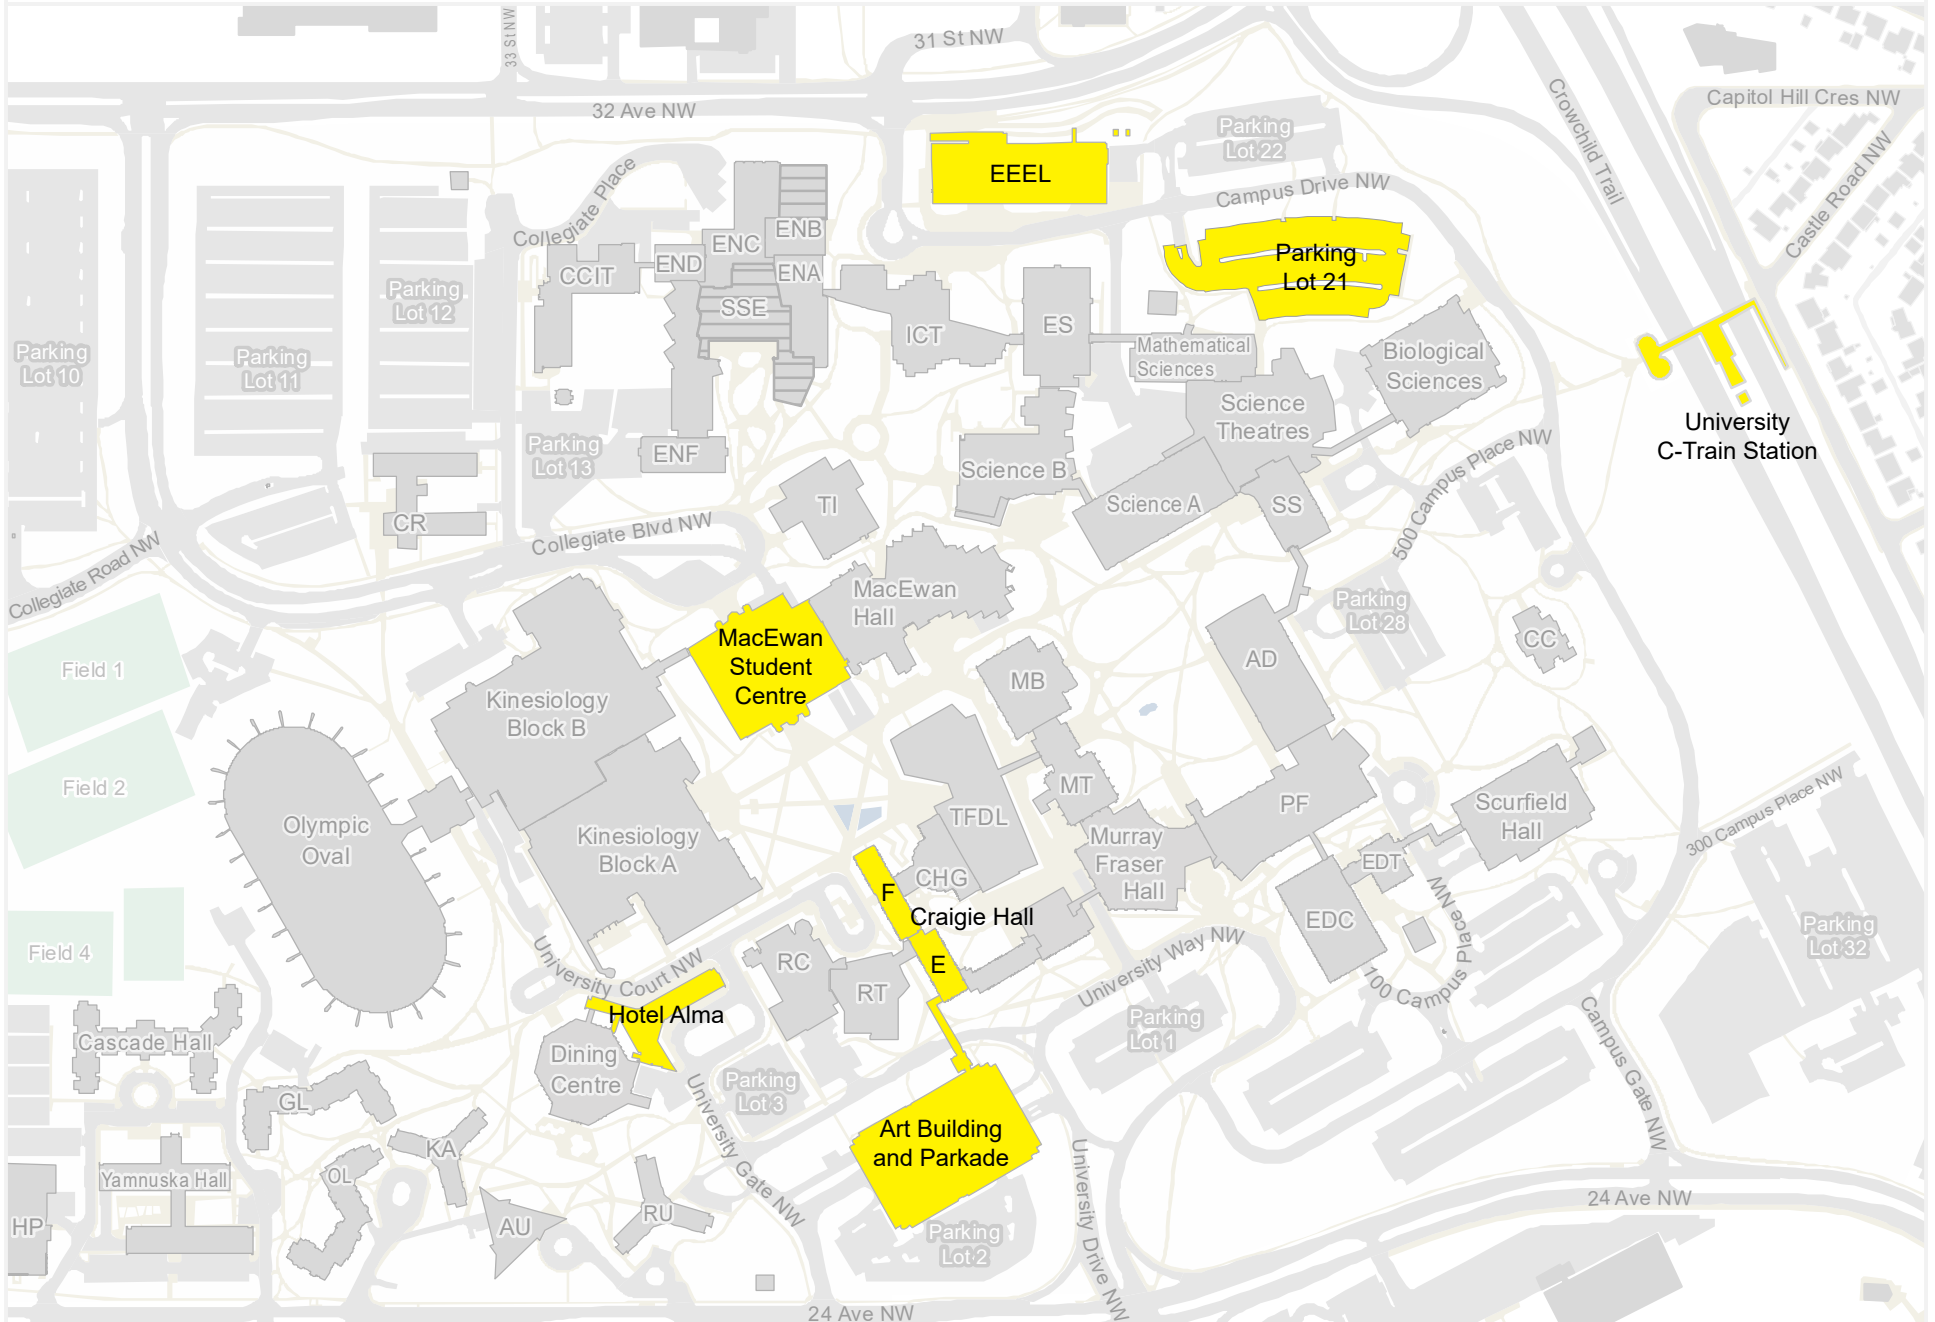 31 St NW
33 St NW
32 Ave NW
Capitol Hill Cres NW
Crowchild Trail
Castle Road NW
Parking
Lot 22
EEEL
Campus Drive NW
Collegiate Place
ENB
ENC
END
ENA
CCIT
SSE
Parking
Lot 21
Parking
Lot 12
Parking
Lot 10
Parking
Lot 11
ICT
ES
Mathematical
Sciences
Biological
Sciences
Science
Theatres
University
C-Train Station
Parking
Lot 13
ENF
Science B
Science A
SS
TI
CR
500 Campus Place NW
Collegiate Blvd NW
Collegiate Road NW
MacEwan
Hall
Parking
Lot 28
CC
MacEwan
Student
Centre
AD
MB
Field 1
Kinesiology
Block B
Field 2
MT
PF
Scurfield
Hall
300 Campus Place NW
TFDL
Olympic
Oval
Kinesiology
Block A
Murray
Fraser
Hall
EDT
CHG
F
Craigie Hall
EDC
100 Campus Place NW
Parking
Lot 32
Field 4
E
RC
RT
University Way NW
University Court NW
Hotel Alma
Parking
Lot 1
Campus Gate NW
Cascade Hall
Dining
Centre
Parking
Lot 3
GL
Art Building
and Parkade
KA
OL
Yamnuska Hall
University Gate NW
University Drive NW
HP
AU
RU
Parking
Lot 2
24 Ave NW
24 Ave NW